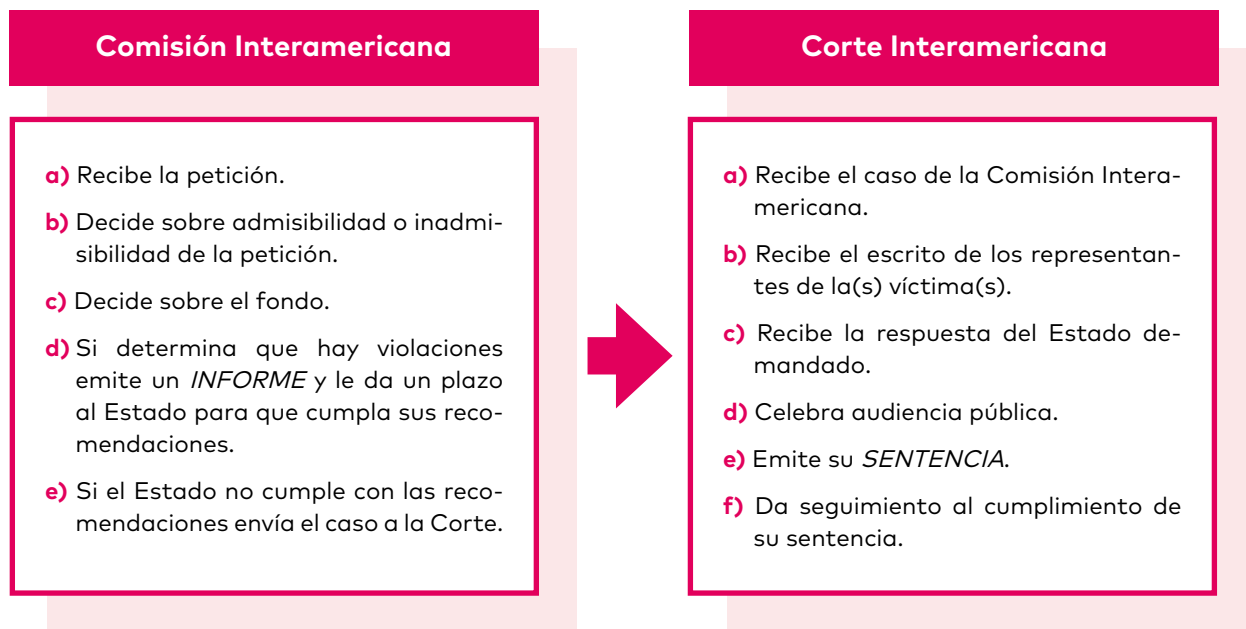 Comisión Interamericana
a) Recibe la petición.
b) Decide sobre admisibilidad o inadmi-
sibilidad de la petición.
c) Decide sobre el fondo.
d) Si determina que hay violaciones
emite un INFORME y le da un plazo
al Estado para que cumpla sus reco-
mendaciones.
e) Si el Estado no cumple con las reco-
mendaciones envía el caso a la Corte.
Corte Interamericana
a) Recibe el caso de la Comisión Intera-
mericana.
b) Recibe el escrito de los representan-
tes de la(s) víctima(s).
c) Recibe la respuesta del Estado de-
mandado.
d) Celebra audiencia pública.
e) Emite su SENTENCIA.
f) Da seguimiento al cumplimiento de
su sentencia.